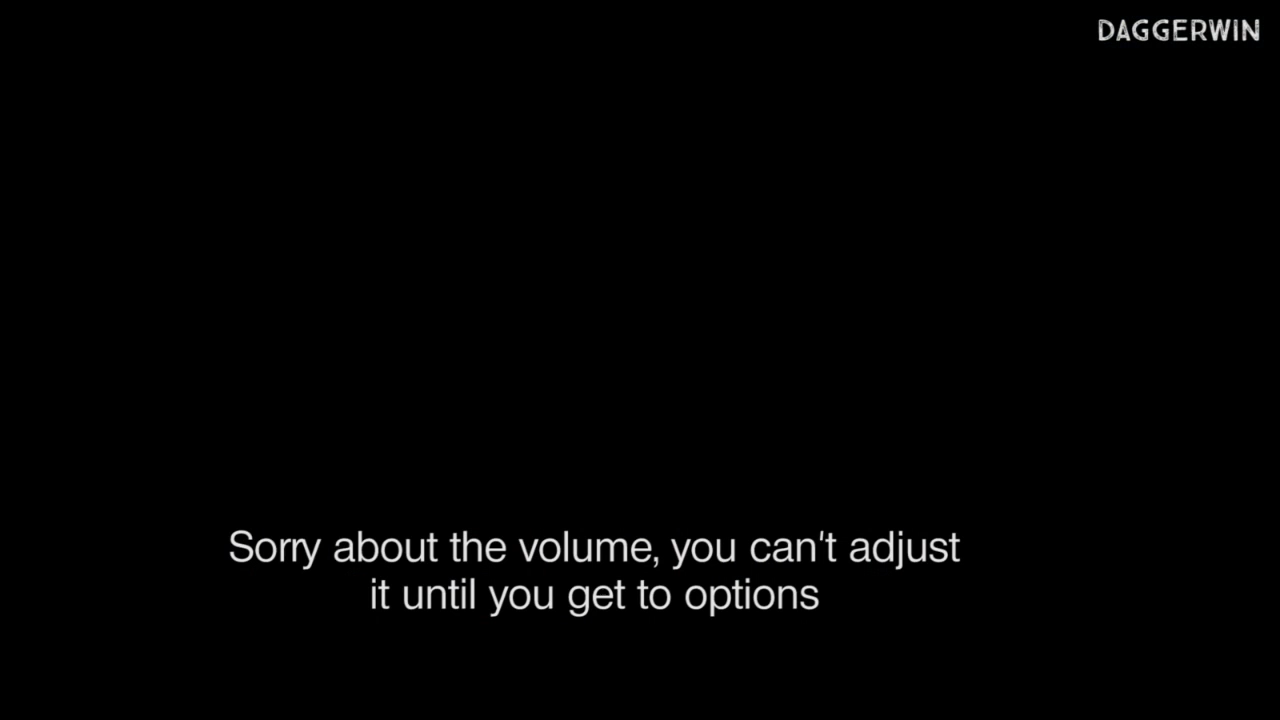 DAGGERWIN
Sorry about the volume, you can't adjust
it until you get to options